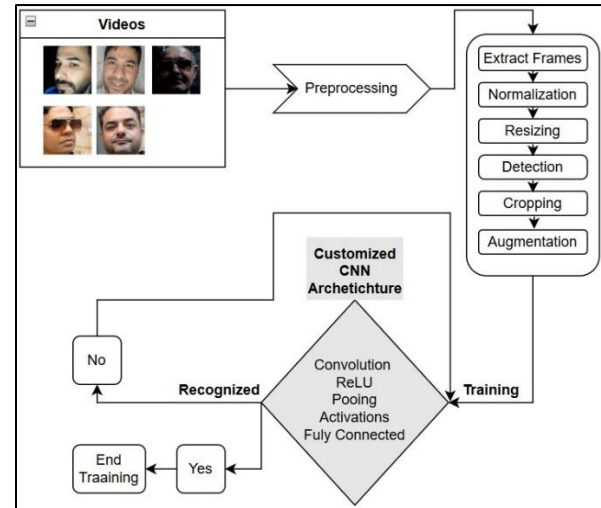 Videos
Preprocessing
Extract Frames
Normalization
Resizing
Detection
Cropping
Augmentation
Customized
CNN
Archetichture
Convolution
ReLU
Pooing
Activations
Fuly Connected
Training
Recognized
No
Yes
End
Traaining